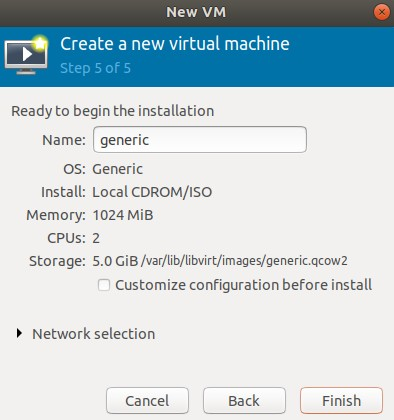 New VM
Create a new virtual machine
Step 5 of 5
Ready to begin the installation
Name: generic
OS: Generic
Install: Local CDROM/ISO
Memory: 1024 MiB
CPUs: 2
Storage: 5.0 GiB /var/lib/libvirt/images/generic.qcow2
Customize configuration before install
Network selection
Cancel Back Finish